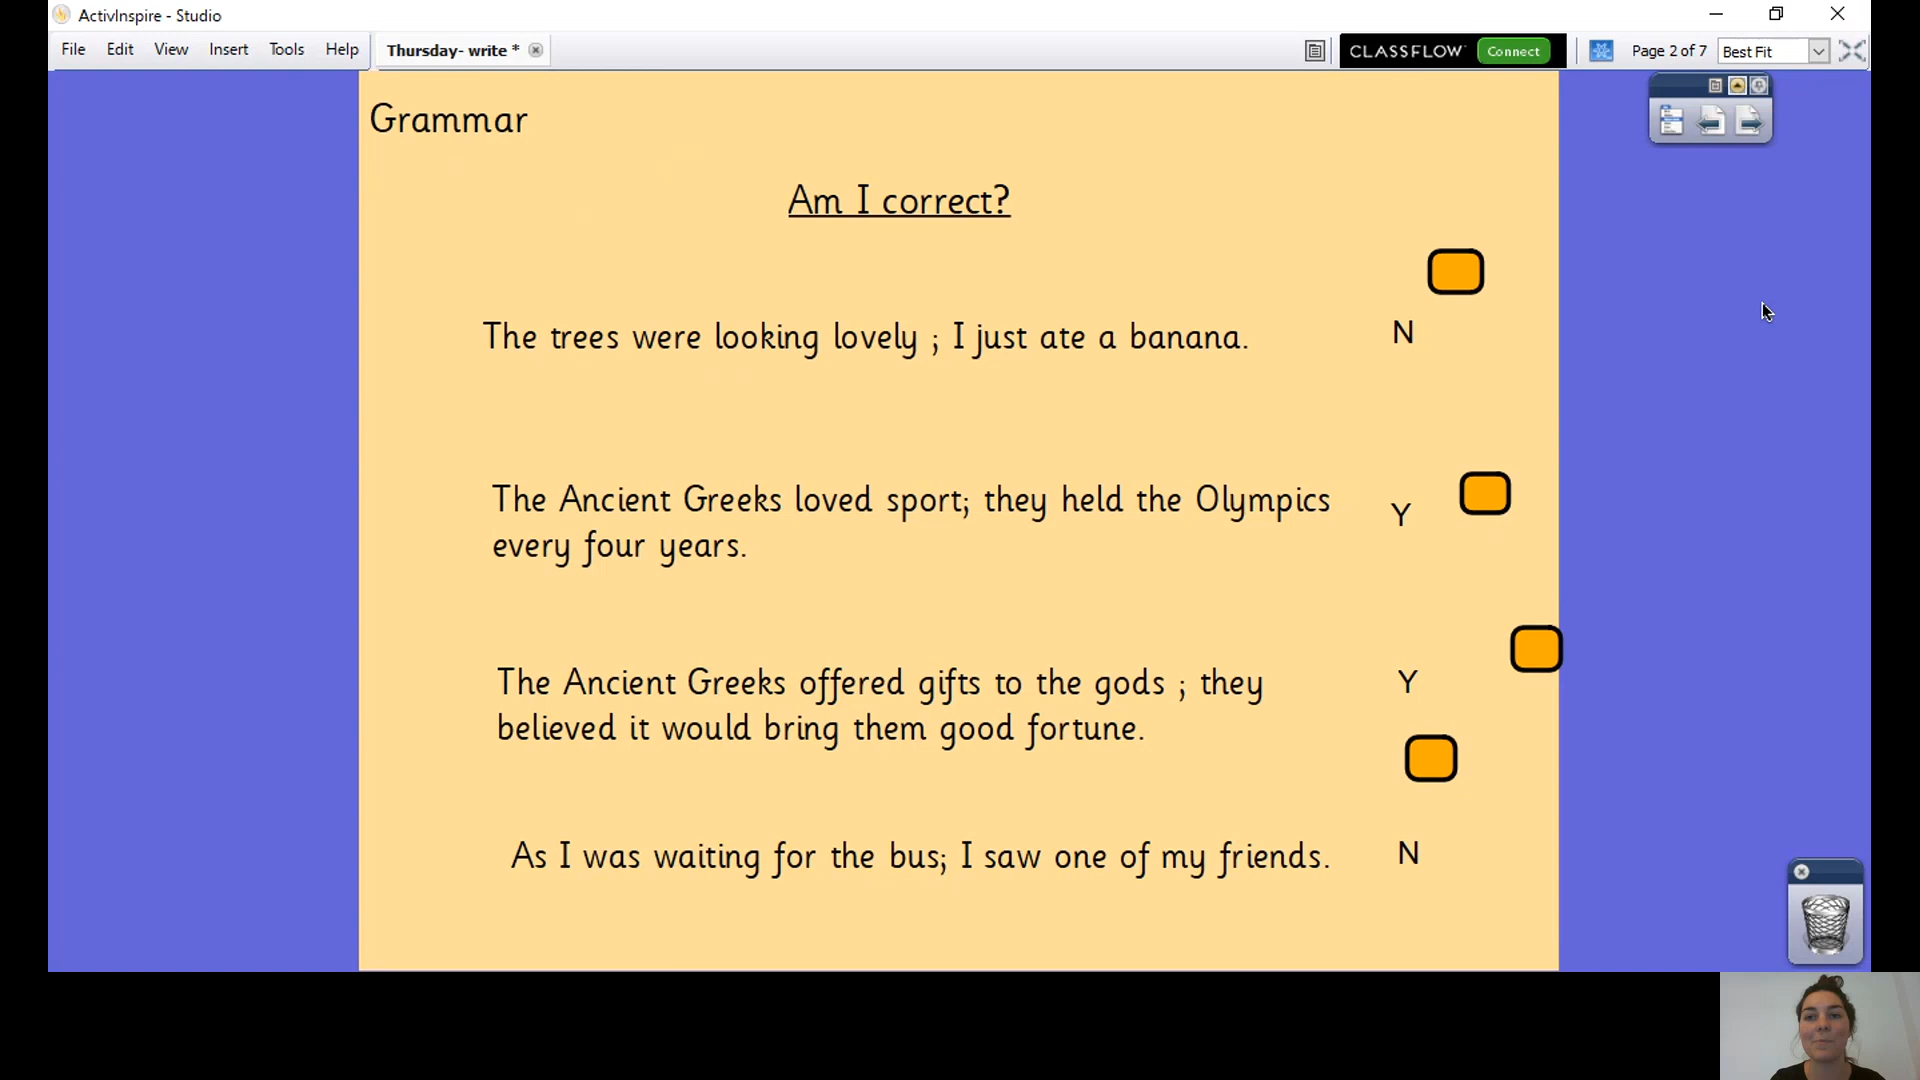 ActivInspire - Studio
File Edit View Insert Tools Help
Thursday- write *
CLASSFLOW Connect
Page 2 of 7
Best Fit
Grammar
Am I correct?
The trees were looking lovely ; I just ate a banana.
N
The Ancient Greeks loved sport; they held the Olympics
every four years.
Y
The Ancient Greeks offered gifts to the gods ; they
believed it would bring them good fortune.
Y
As I was waiting for the bus; I saw one of my friends.
N